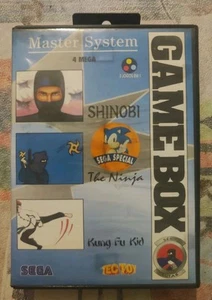 Master System
4 MEGA
GAME BOX
SHINOBI
SEGA SPECIAL
The Ninja
Kung Fu Kid
SEGA
TEC TOY